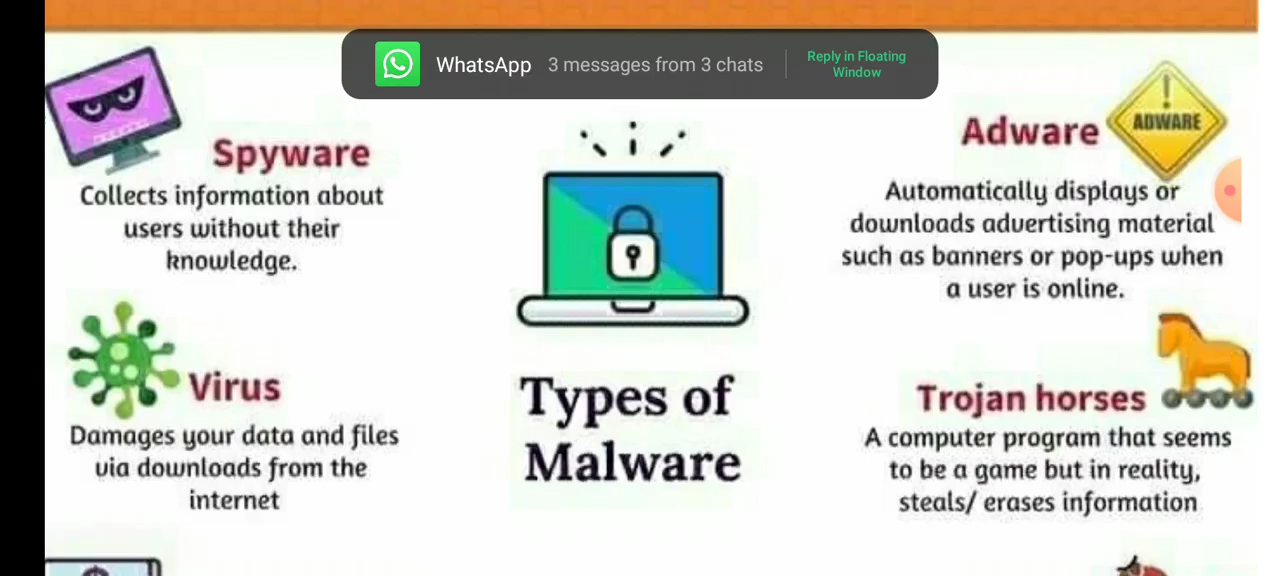 WhatsApp 3 messages from 3 chats
Reply in Floating
Window
Spyware
Collects information about
users without their
knowledge.
Adware
ADWARE
Automatically displays or
downloads advertising material
such as banners or pop-ups when
a user is online.
Virus
Damages your data and files
via downloads from the
internet
Types of
Malware
Trojan horses
A computer program that seems
to be a game but in reality,
steals/ erases information